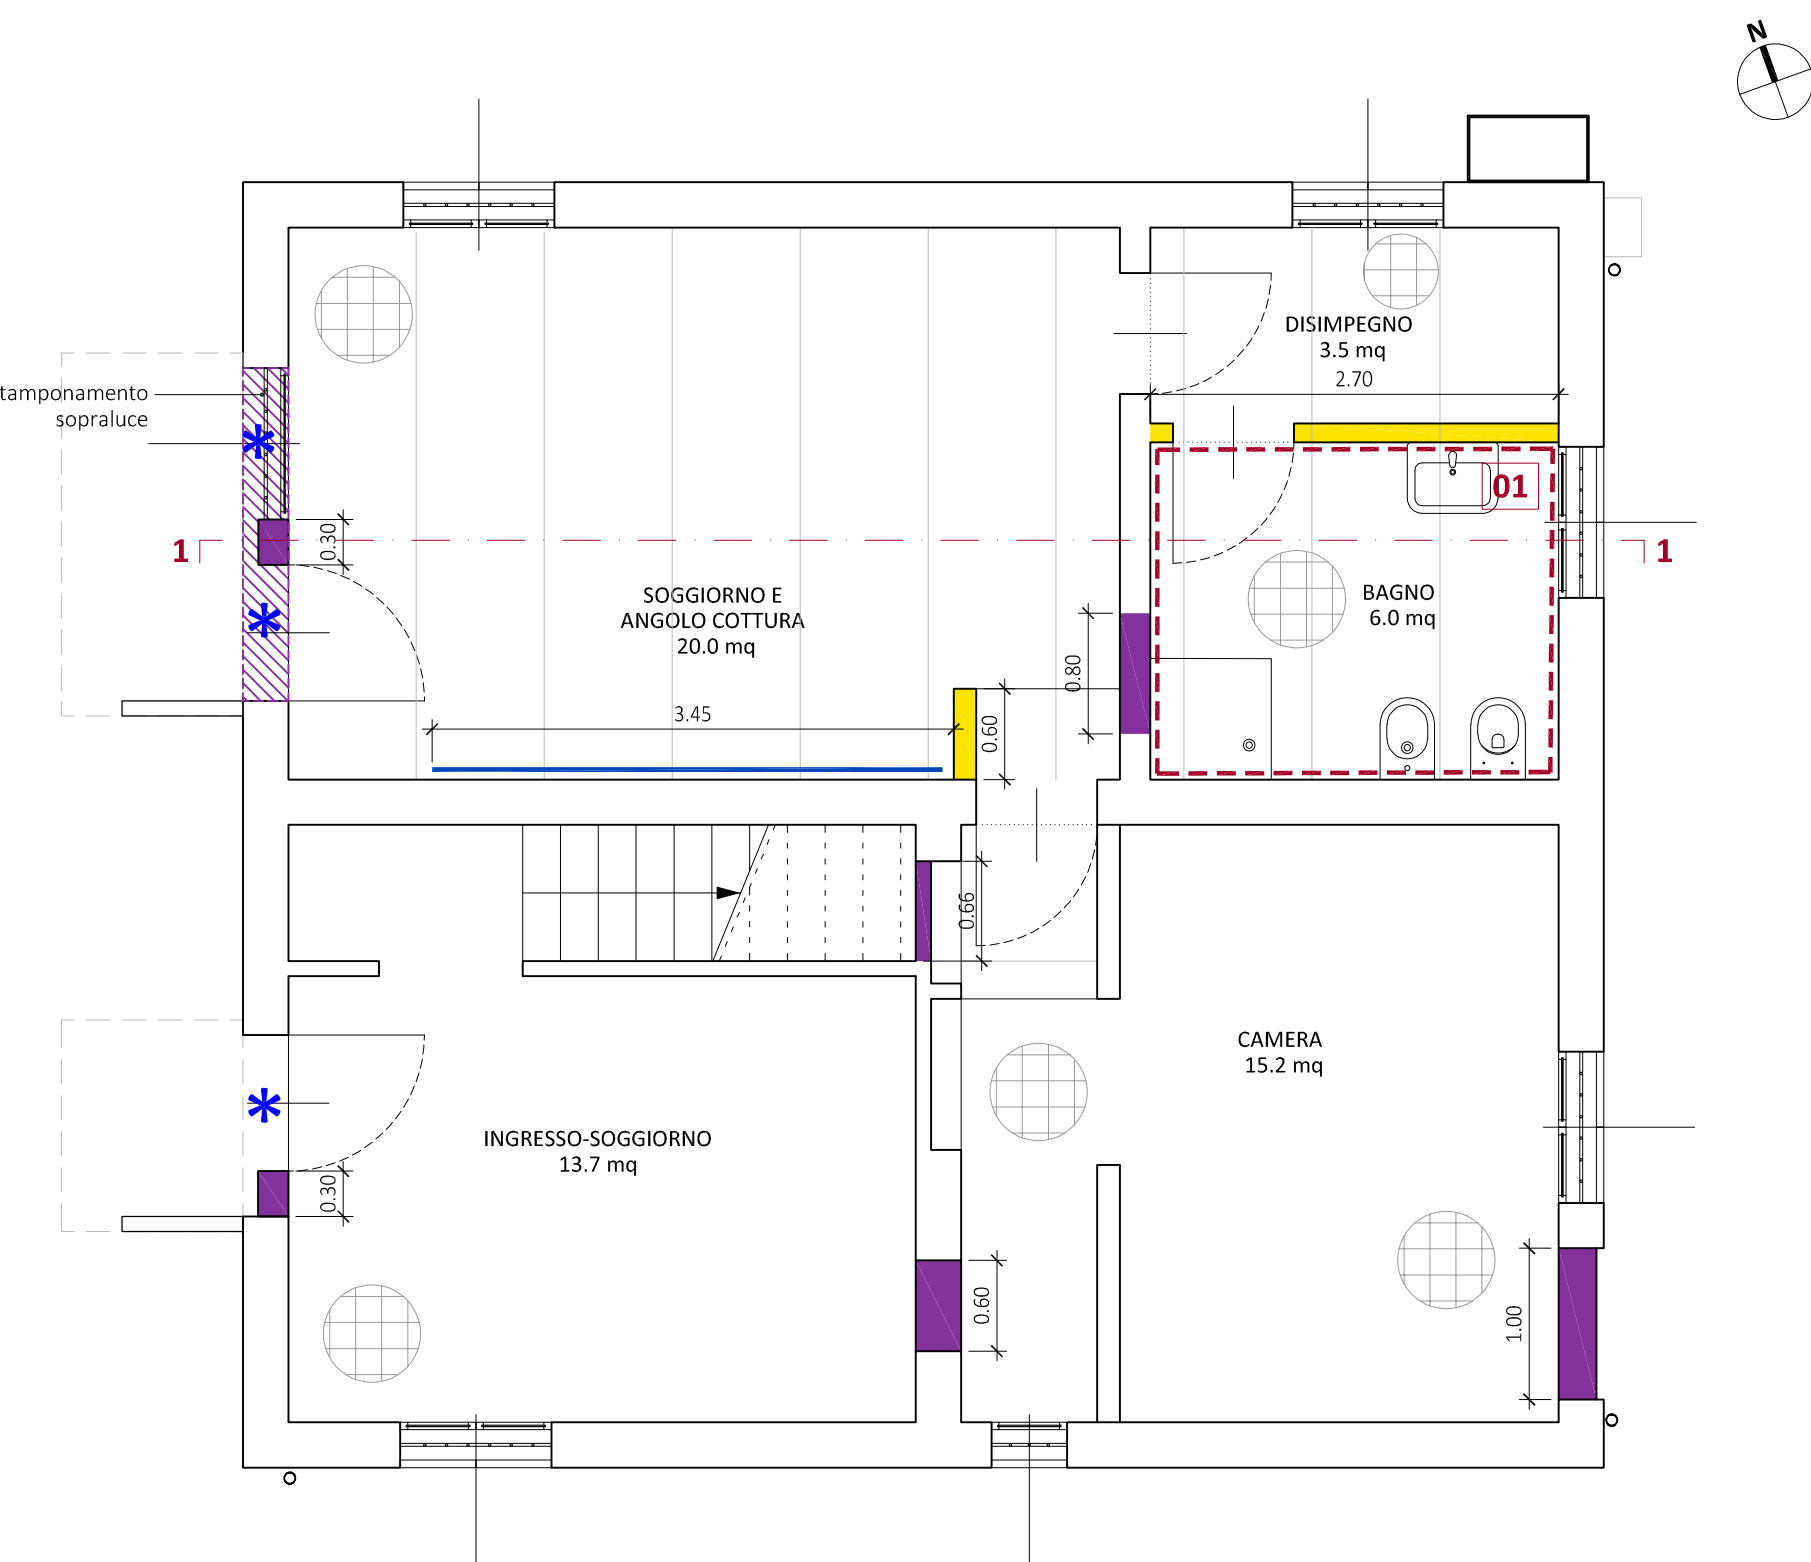 N
DISIMPEGNO
3.5 mq
2.70
tamponamento
sopraluce
*
01
1
0.30
1
SOGGIORNO E
ANGOLO COTTURA
20.0 mq
BAGNO
6.0 mq
*
0.80
3.45
0.60
0.66
CAMERA
15.2 mq
*
INGRESSO-SOGGIORNO
13.7 mq
0.30
0.60
1.00